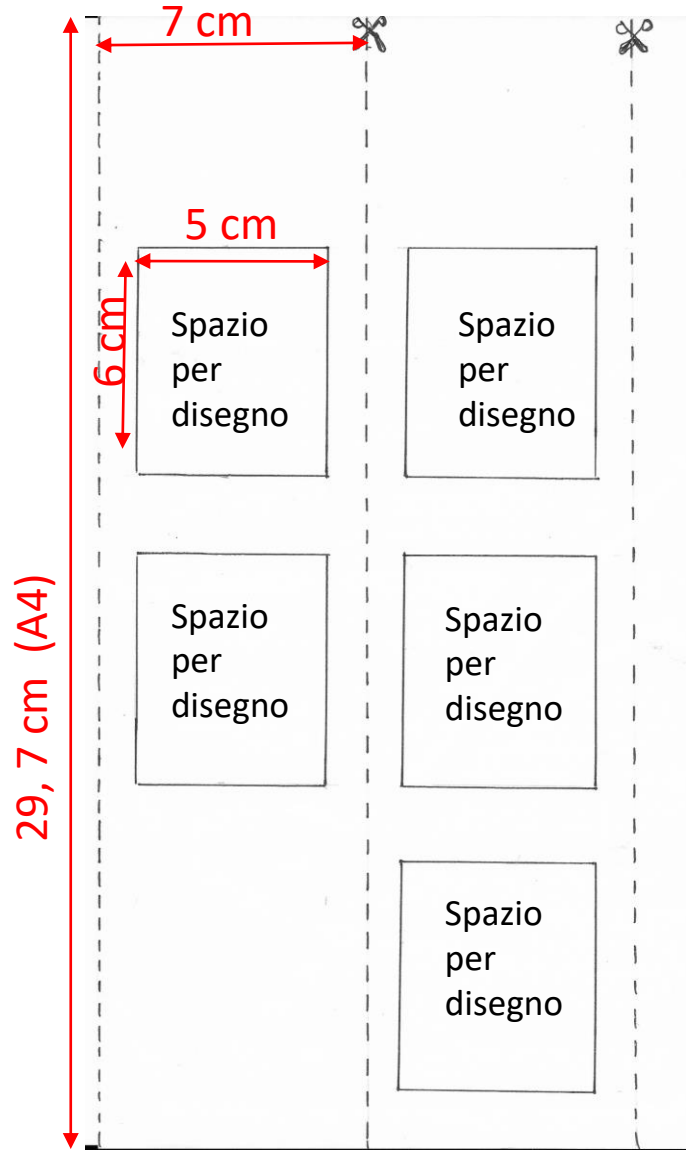 7 cm
5 cm
6 cm
29, 7 cm (A4)
Spazio
per
disegno
Spazio
per
disegno
Spazio
per
disegno
Spazio
per
disegno
Spazio
per
disegno